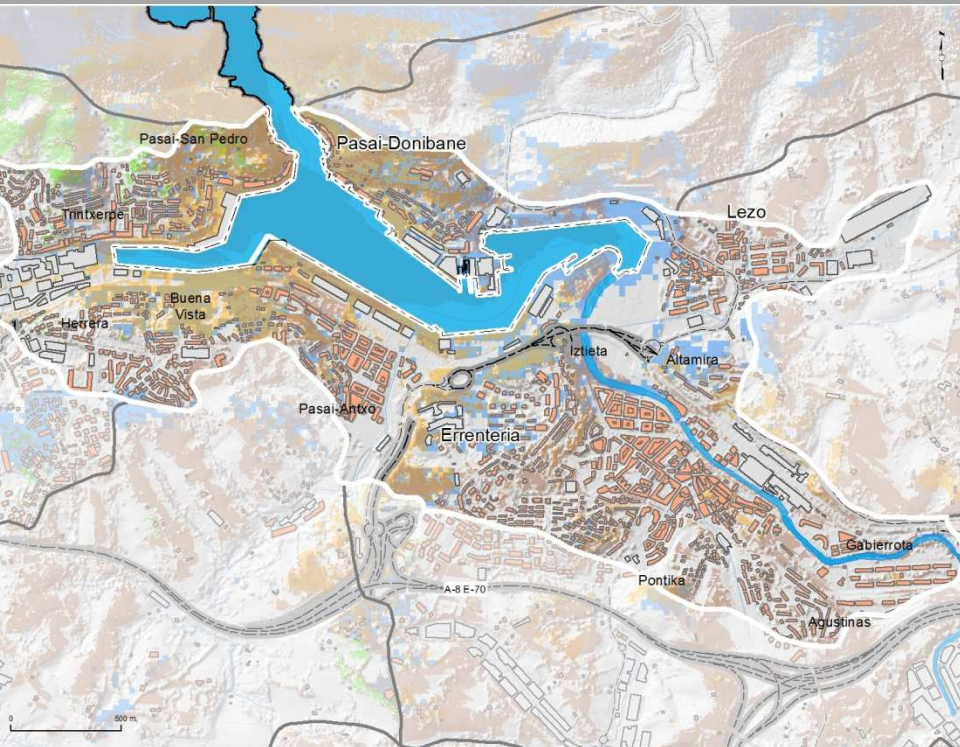 Pasai-San Pedro
Pasai-Donibane
Trintxerpe
Lezo
Buena
Vista
Herrera
Iztieta
Altamira
Pasai-Antxo
Errenteria
Gabierrota
Pontika
A-8 E-70
Agustinas
0 500 m.